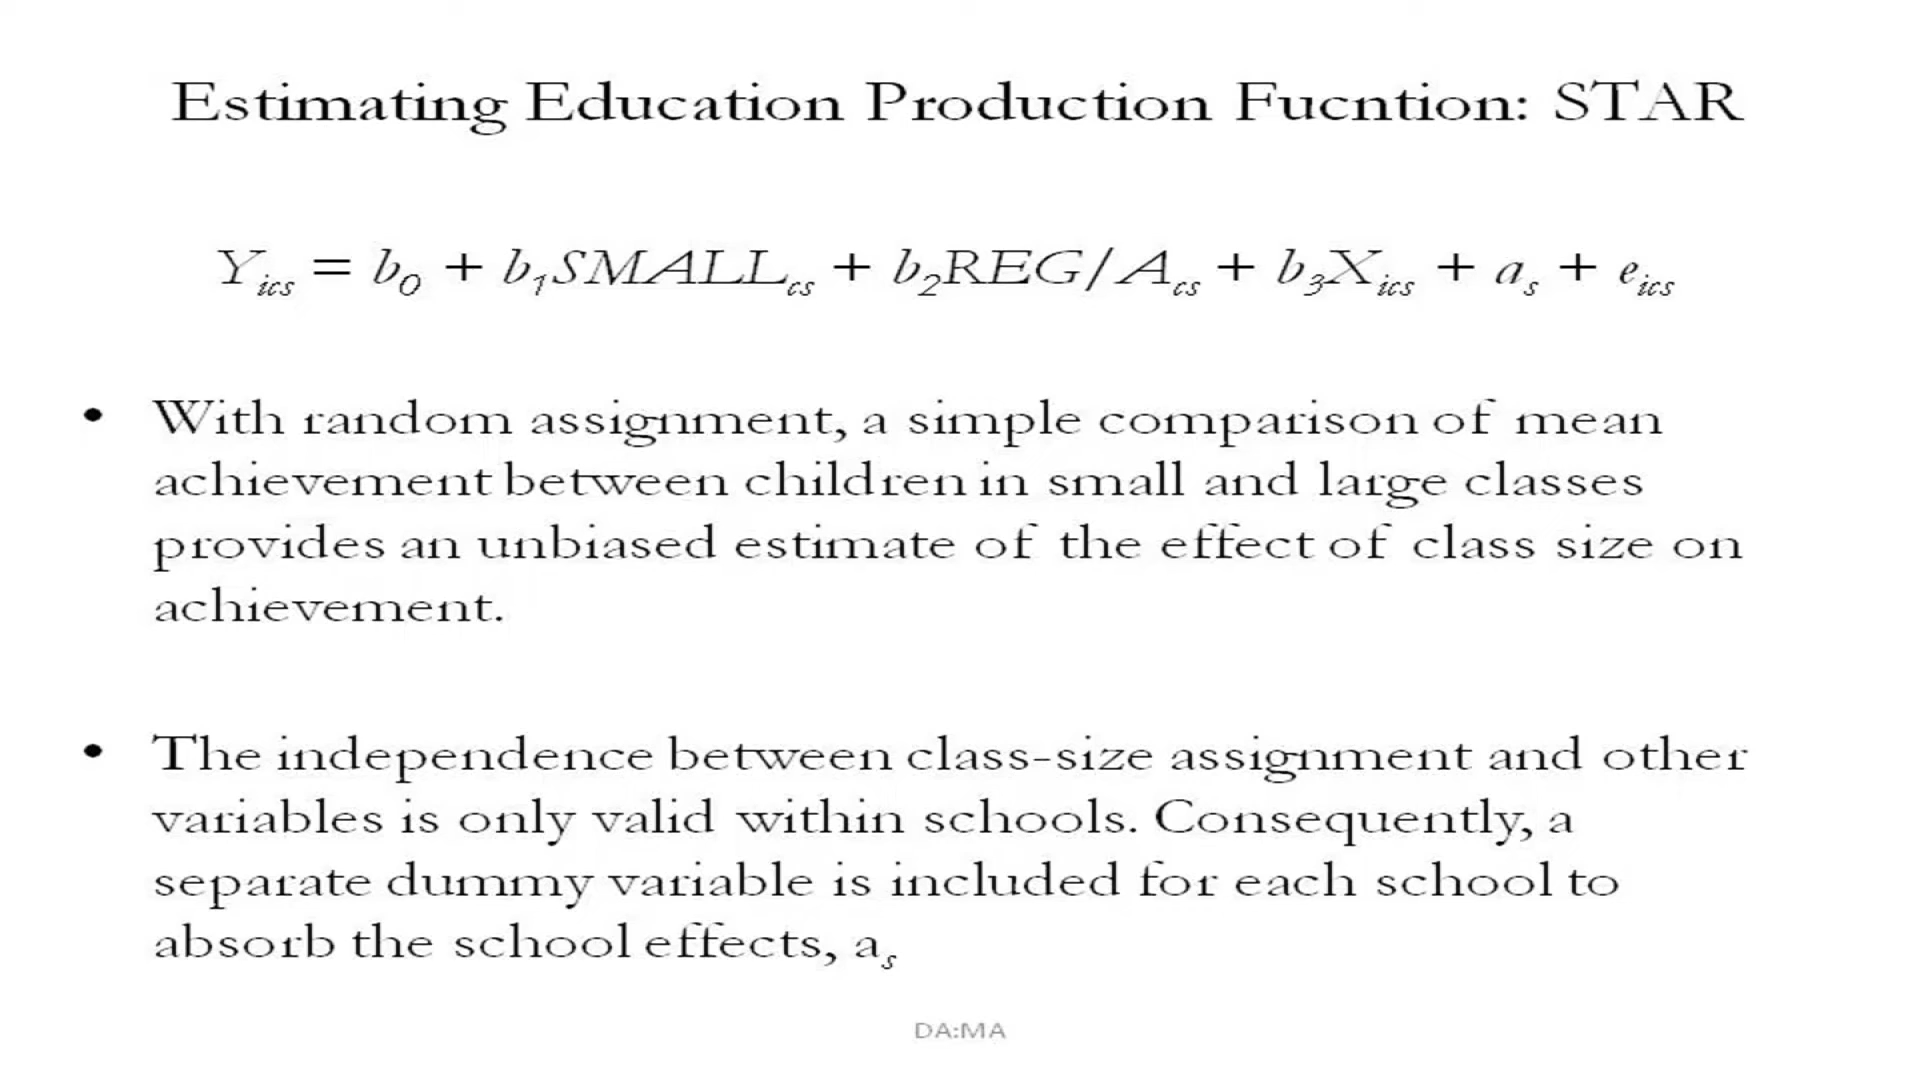 Estimating Education Production Fucntion: STAR
Y_ics = b_0 + b_1SMALL_cs + b_2REG/A_cs + b_3X_ics + a_s + e_ics
• With random assignment, a simple comparison of mean
achievement between children in small and large classes
provides an unbiased estimate of the effect of class size on
achievement.
• The independence between class-size assignment and other
variables is only valid within schools. Consequently, a
separate dummy variable is included for each school to
absorb the school effects, a_s
DA:MA